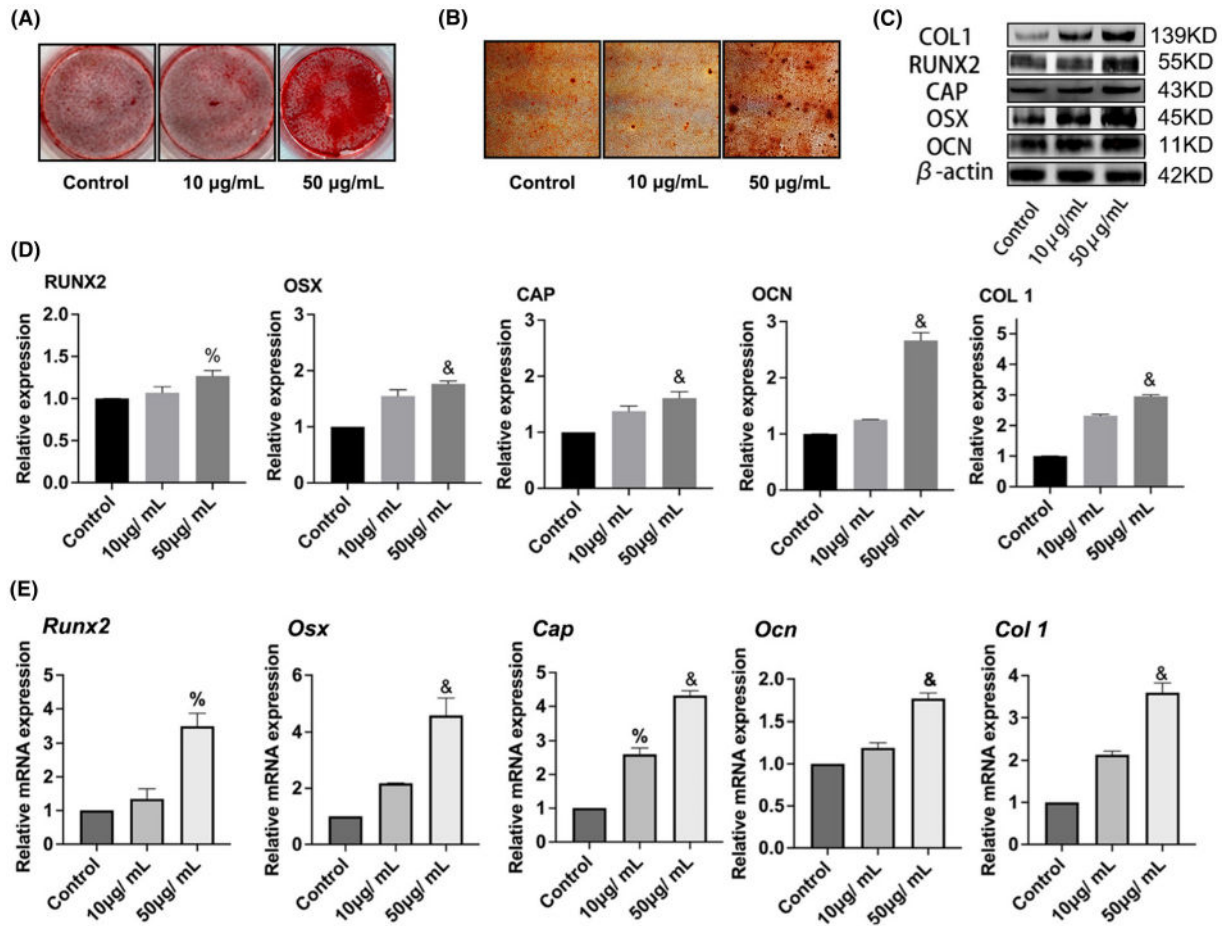 (A)
Control 10 μg/mL 50 μg/mL
(B)
Control 10 μg/mL 50 μg/mL
(C)
COL1 139KD
RUNX2 55KD
CAP 43KD
OSX 45KD
OCN 11KD
β-actin 42KD
Control 10 μg/mL 50 μg/mL
(D)
RUNX2
Relative expression
2.0
1.5
1.0
0.5
0.0
%
Control 10μg/ mL 50μg/ mL
OSX
Relative expression
3
2
1
0
&
Control 10μg/ mL 50μg/ mL
CAP
Relative expression
3
2
1
0
&
Control 10μg/ mL 50μg/ mL
OCN
Relative expression
3
2
1
0
&
Control 10μg/ mL 50μg/ mL
COL 1
Relative expression
5
4
3
2
1
0
&
Control 10μg/ mL 50μg/ mL
(E)
Runx2
Relative mRNA expression
5
4
3
2
1
0
%
Control 10μg/ mL 50μg/ mL
Osx
Relative mRNA expression
6
4
2
0
&
Control 10μg/ mL 50μg/ mL
Cap
Relative mRNA expression
5
4
3
2
1
0
% &
Control 10μg/ mL 50μg/ mL
Ocn
Relative mRNA expression
2.0
1.5
1.0
0.5
0.0
&
Control 10μg/ mL 50μg/ mL
Col 1
Relative mRNA expression
4
3
2
1
0
&
Control 10μg/ mL 50μg/ mL